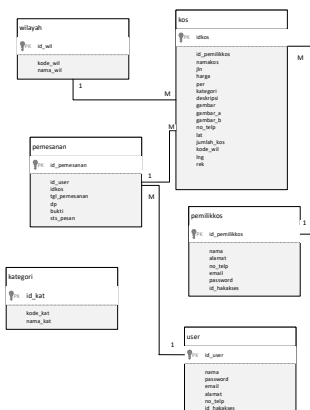 wilayah
PK id_wil
kode_wil
nama_wil
1
M
kos
PK idkos
id_pemilikkos
namakos
jln
harga
per
kategori
deskripsi
gambar
gambar_a
gambar_b
no_telp
lat
jumlah_kos
kode_wil
lng
rek
M
M
pemesanan
PK id_pemesanan
id_user
idkos
tgl_pemesanan
dp
bukti
sts_pesan
1
M
pemilikkos
PK id_pemilikkos
nama
alamat
no_telp
email
password
id_hakakses
1
kategori
PK id_kat
kode_kat
nama_kat
user
PK id_user
nama
password
email
alamat
no_telp
id_hakakses
1